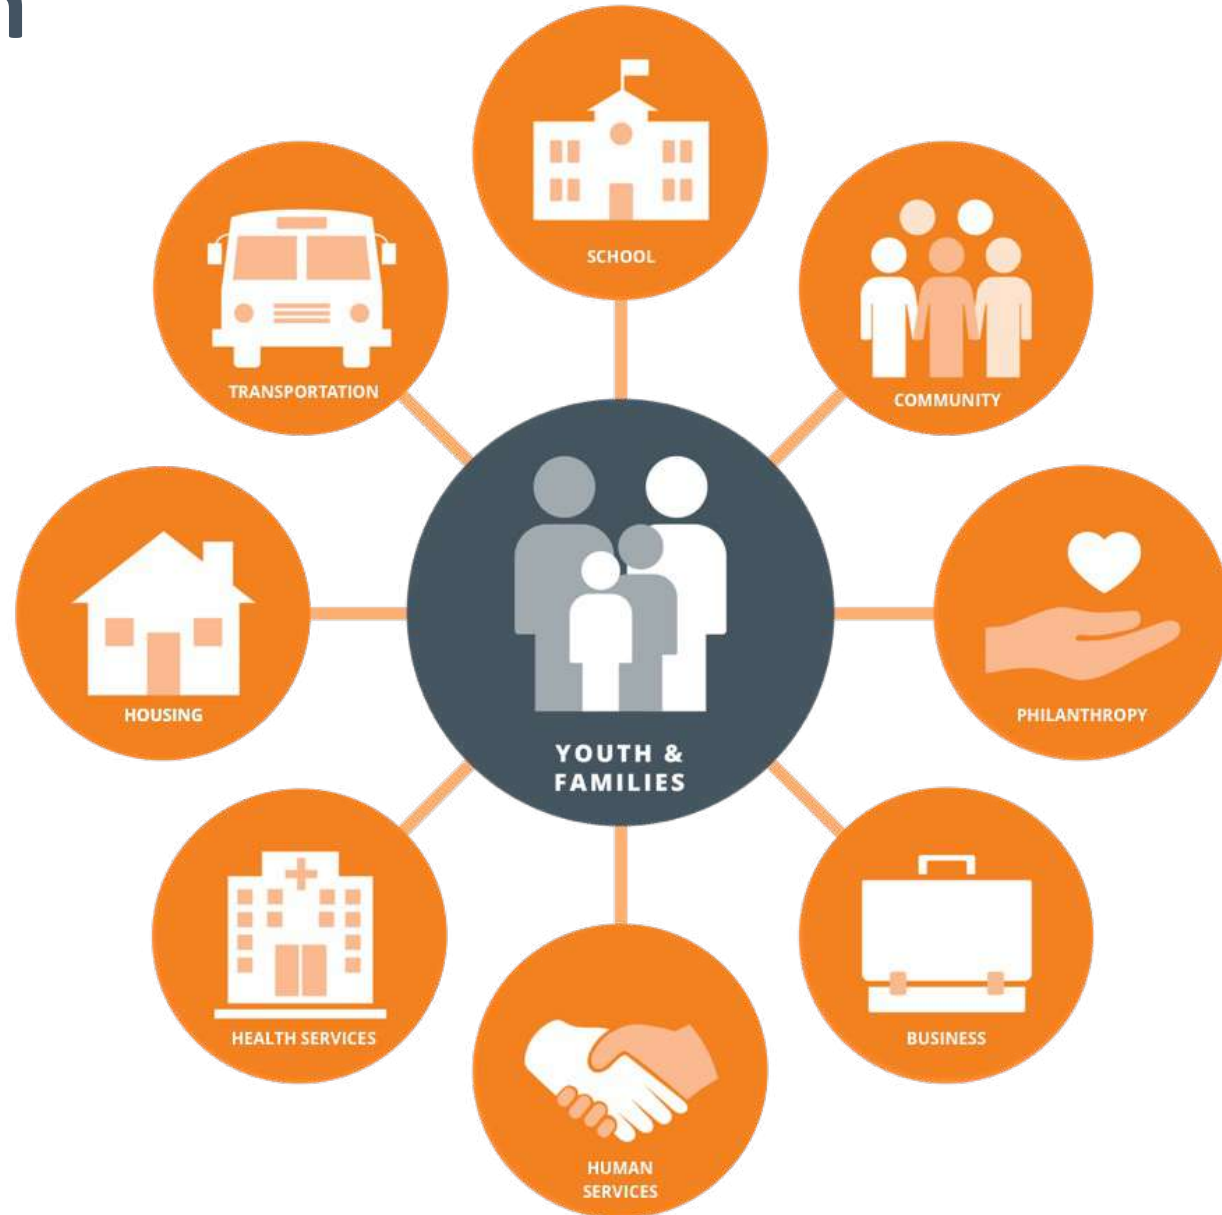 SCHOOL
COMMUNITY
TRANSPORTATION
PHILANTHROPY
HOUSING
YOUTH &
FAMILIES
HEALTH SERVICES
BUSINESS
HUMAN
SERVICES